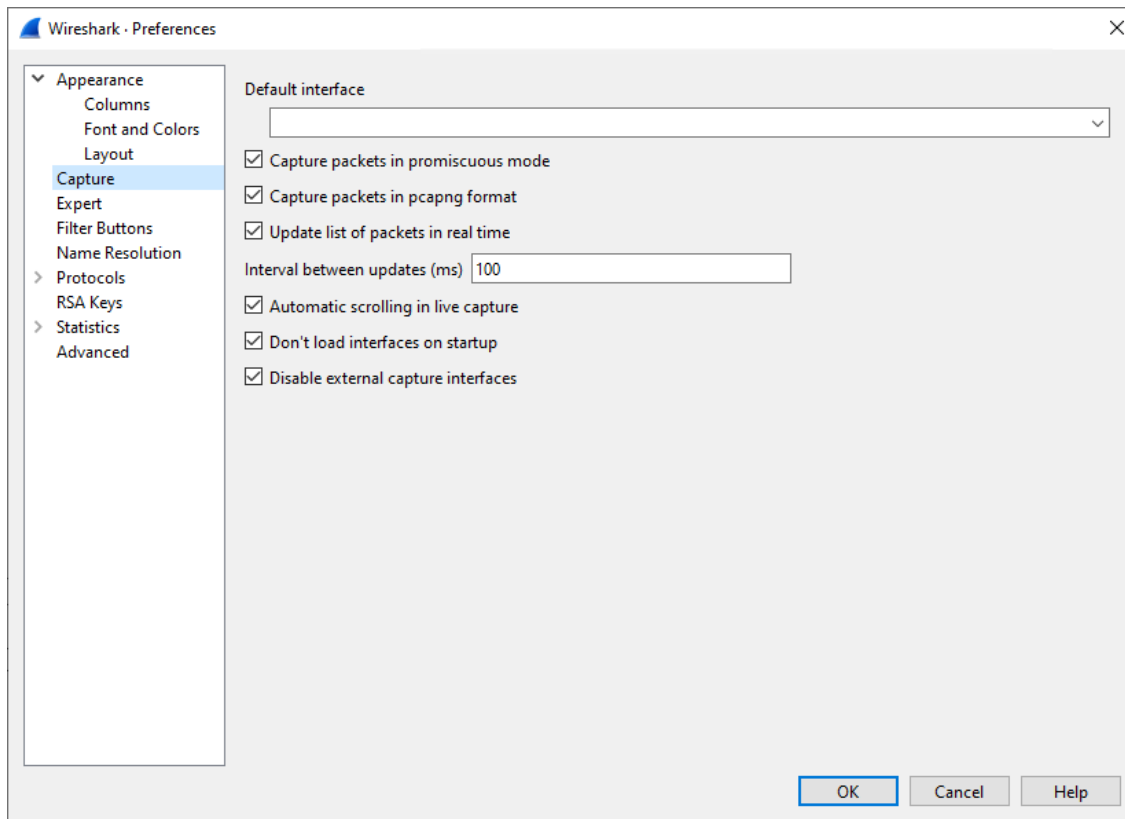 Wireshark · Preferences
Appearance
Columns
Font and Colors
Layout
Capture
Expert
Filter Buttons
Name Resolution
Protocols
RSA Keys
Statistics
Advanced
Default interface
Capture packets in promiscuous mode
Capture packets in pcapng format
Update list of packets in real time
Interval between updates (ms) 100
Automatic scrolling in live capture
Don't load interfaces on startup
Disable external capture interfaces
OK Cancel Help